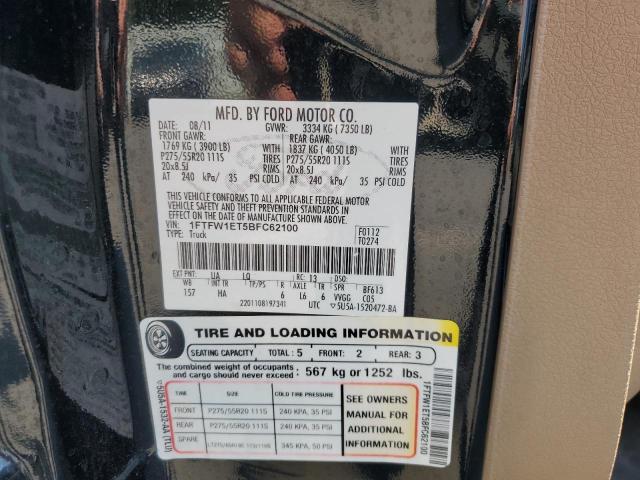 MFD. BY FORD MOTOR CO.
08/11 GVWR: 3334 KG ( 7350 LB)
FRONT GAWR: REAR GAWR:
1769 KG ( 3900 LB) WITH 1837 KG ( 4050 LB) WITH
P275/55R20 111S TIRES P275/55R20 111S TIRES
20x8.5J RIMS 20x8.5J RIMS
AT 240 kPa/ 35 PSI COLD AT 240 kPa/ 35 PSI COLD
THIS VEHICLE CONFORMS TO ALL APPLICABLE FEDERAL MOTOR
VEHICLE SAFETY AND THEFT PREVENTION STANDARDS IN EFFECT
ON THE DATE OF MANUFACTURE SHOWN ABOVE.
VIN: 1FTFW1ET5BFC62100 F0112
TYPE: Truck T0274
EXT PNT: UA LQ RC: 13 DSO:
WB INT TR TP/PS R AXLE TR SPR BF613
157 HA 6 L6 6 VVGG C05
2201108197341 UTC ▽5U5A-1520472-BA
TIRE AND LOADING INFORMATION
SEATING CAPACITY TOTAL: 5 FRONT: 2 REAR: 3
The combined weight of occupants and cargo should never exceed: 567 kg or 1252 lbs.
TIRE SIZE COLD TIRE PRESSURE
FRONT P275/55R20 111S 240 KPA, 35 PSI
REAR P275/55R20 111S 240 KPA, 35 PSI
SPARE 345 KPA, 50 PSI
SEE OWNERS
MANUAL FOR
ADDITIONAL
INFORMATION
1FTFW1ET5BFC62100